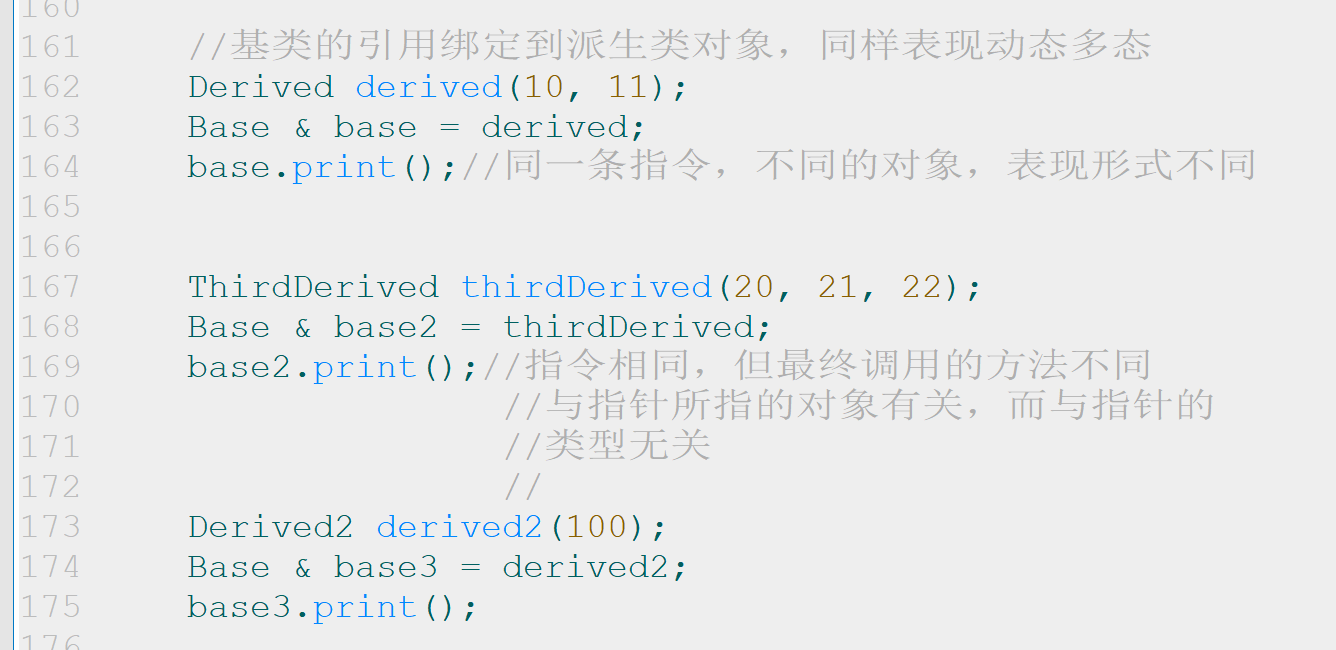 160
161 //基类的引用绑定到派生类对象，同样表现动态多态
162 Derived derived(10, 11);
163 Base & base = derived;
164 base.print();//同一条指令，不同的对象，表现形式不同
165
166
167 ThirdDerived thirdDerived(20, 21, 22);
168 Base & base2 = thirdDerived;
169 base2.print();//指令相同，但最终调用的方法不同
170 //与指针所指的对象有关，而与指针的
171 //类型无关
172 //
173 Derived2 derived2(100);
174 Base & base3 = derived2;
175 base3.print();
176